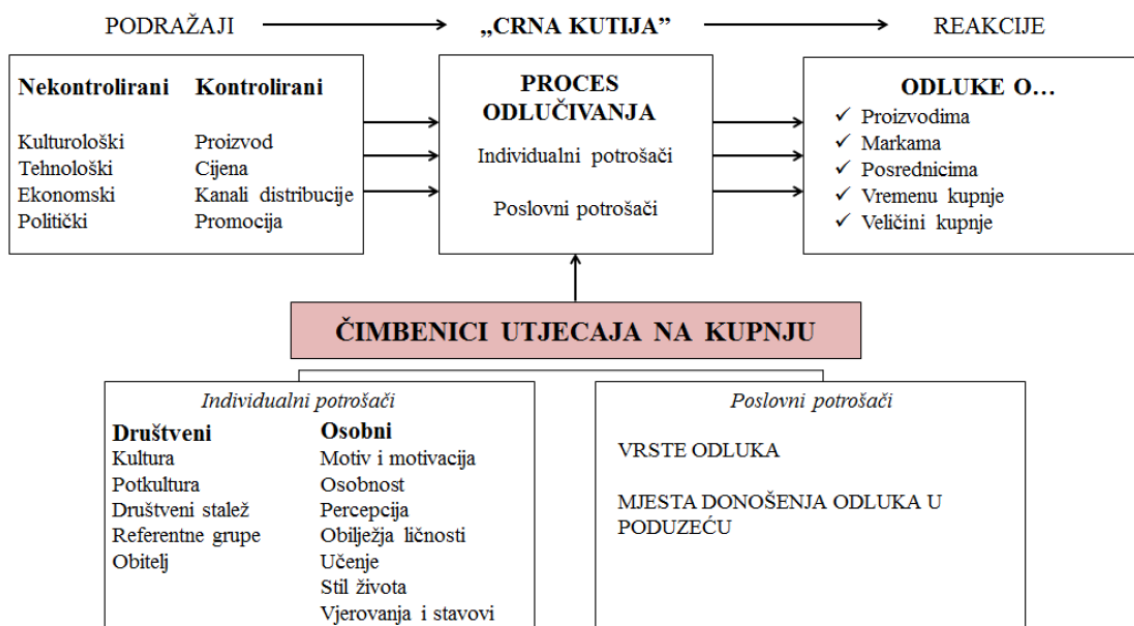 PODRAŽAJI
„CRNA KUTIJA”
REAKCIJE
Nekontrolirani
Kulturološki
Tehnološki
Ekonomski
Politički
Kontrolirani
Proizvod
Cijena
Kanali distribucije
Promocija
PROCES
ODLUČIVANJA
Individualni potrošači
Poslovni potrošači
ODLUKE O…
✓ Proizvodima
✓ Markama
✓ Posrednicima
✓ Vremenu kupnje
✓ Veličini kupnje
ČIMBENICI UTJECAJA NA KUPNJU
Individualni potrošači
Društveni
Kultura
Potkultura
Društveni stalež
Referentne grupe
Obitelj
Osobni
Motiv i motivacija
Osobnost
Percepcija
Obilježja ličnosti
Učenje
Stil života
Vjerovanja i stavovi
Poslovni potrošači
VRSTE ODLUKA
MJESTA DONOŠENJA ODLUKA U
PODUZEĆU